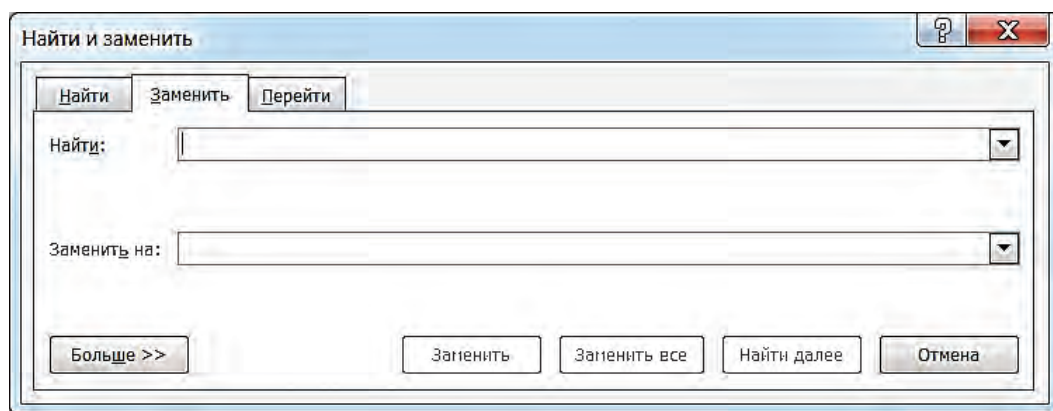 Найти и заменить
Найти Заменить Перейти
Найти:
Заменить на:
Больше >> Заменить Заменить все Найти далее Отмена